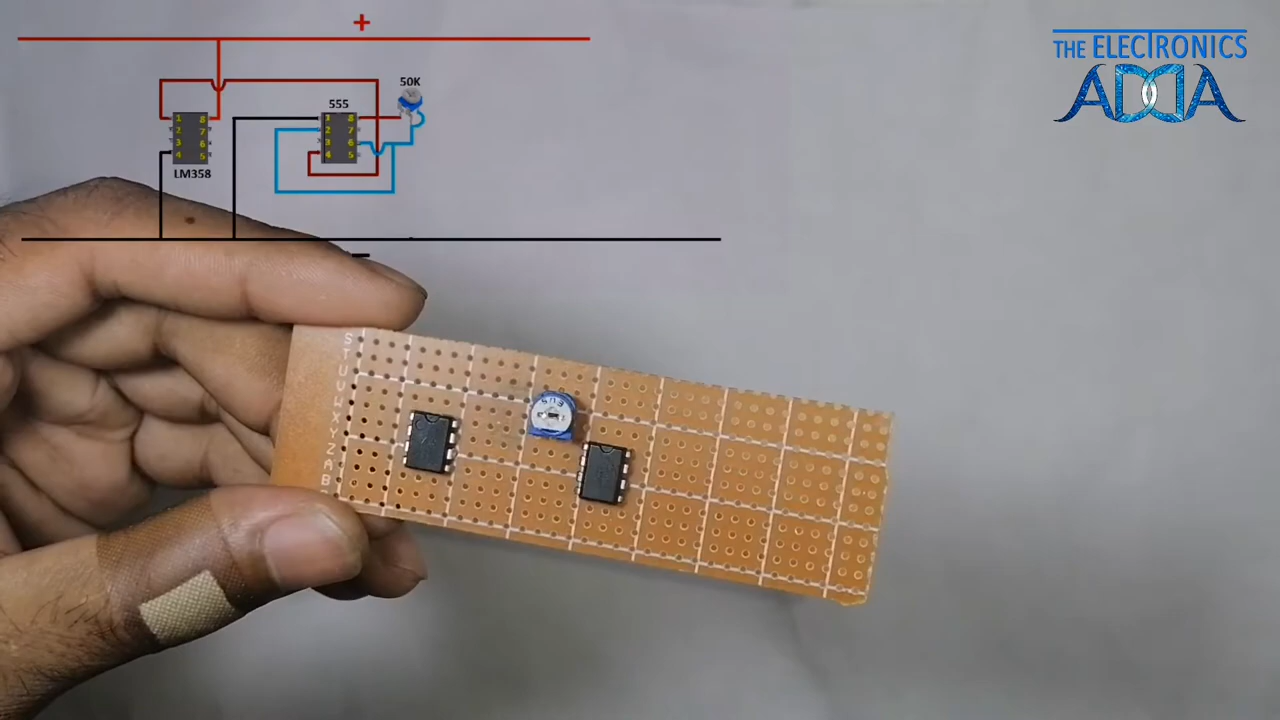 +
THE ELECTRONICS
ADDA
50K
555
1 8
2 7
3 6
4 5
LM358
1 8
2 7
3 6
4 5
-
S
T
U
V
W
X
Y
Z
A
B